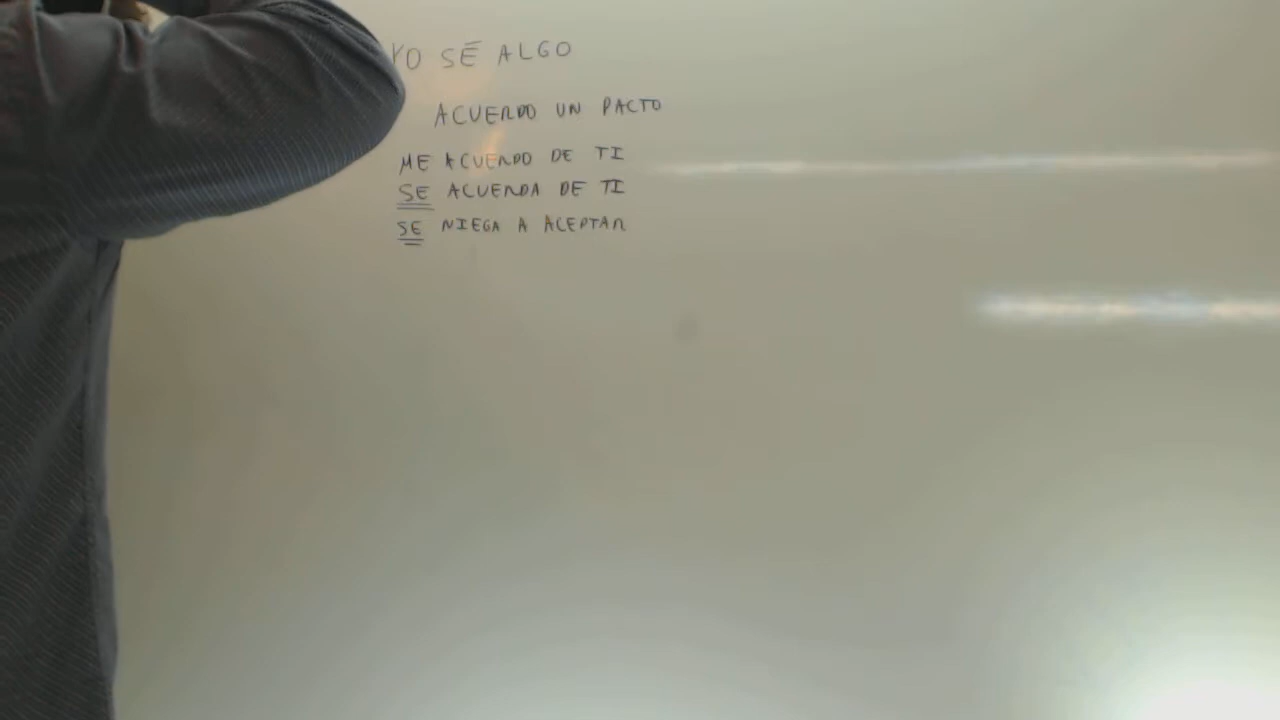 YO SÉ ALGO
ACUERDO UN PACTO
ME ACUERDO DE TI
SE ACUERDA DE TI
SE NIEGA A ACEPTAR